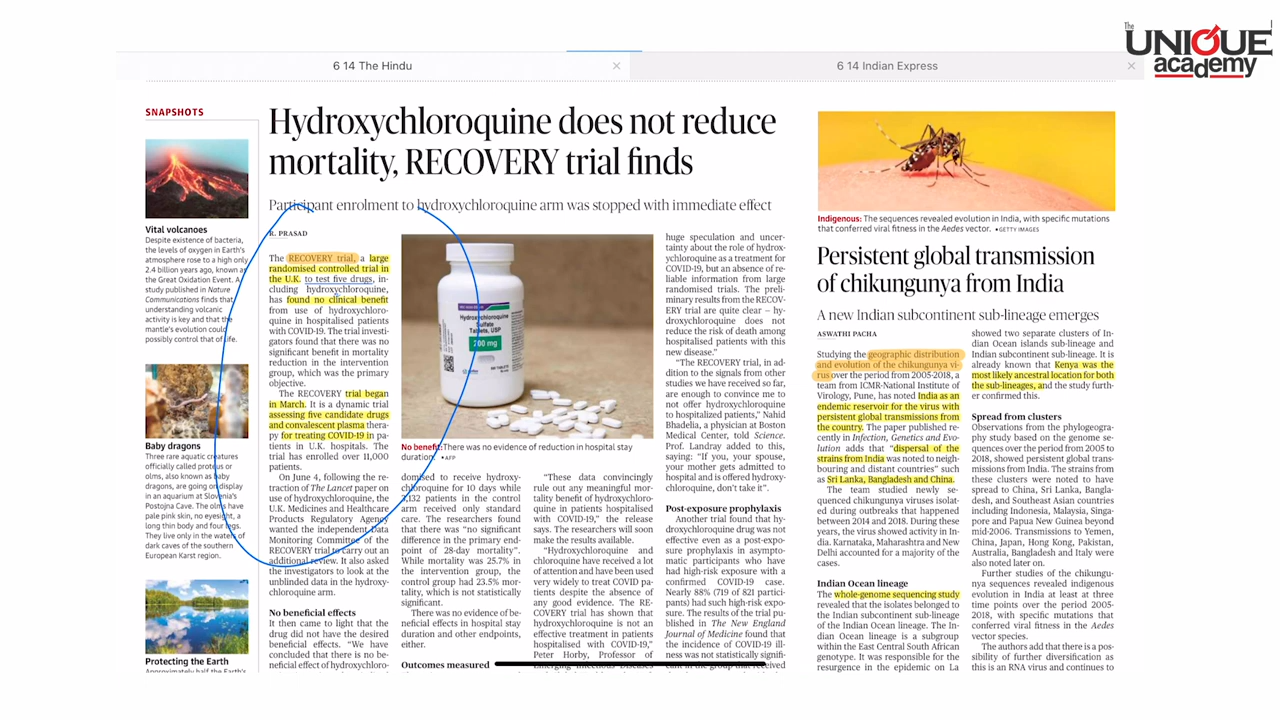 The
UNIQUE
academy
6 14 The Hindu
6 14 Indian Express
SNAPSHOTS
Vital volcanoes
Despite existence of bacteria,
the levels of oxygen in Earth's
atmosphere rose to a high only
2.4 billion years ago, known as
the Great Oxidation Event. A
study published in Nature
Communications finds that
understanding volcanic
activity is key and that the
mantle's evolution could
possibly control that of life.
Baby dragons
Three rare aquatic creatures
officially called proteus or
olms, also known as baby
dragons, are going on display
in an aquarium at Slovenia's
Postojna Cave. The olms have
pale pink skin, no eyesight, a
long thin body and four legs.
They live only in the waters of
dark caves of the southern
European Karst region.
Protecting the Earth
Approximately half the Earth's
Hydroxychloroquine does not reduce
mortality, RECOVERY trial finds
Participant enrolment to hydroxychloroquine arm was stopped with immediate effect
R. PRASAD
The RECOVERY trial, a large
randomised controlled trial in
the U.K. to test five drugs, in-
cluding hydroxychloroquine,
has found no clinical benefit
from use of hydroxychloro-
quine in hospitalised patients
with COVID-19. The trial investi-
gators found that there was no
significant benefit in mortality
reduction in the intervention
group, which was the primary
objective.
The RECOVERY trial began
in March. It is a dynamic trial
assessing five candidate drugs
and convalescent plasma thera-
py for treating COVID-19 in pa-
tients in U.K. hospitals. The
trial has enrolled over 11,000
patients.
On June 4, following the re-
traction of The Lancet paper on
use of hydroxychloroquine, the
U.K. Medicines and Healthcare
Products Regulatory Agency
wanted the independent Data
Monitoring Committee of the
RECOVERY trial to carry out an
additional review. It also asked
the investigators to look at the
unblinded data in the hydroxy-
chloroquine arm.
No beneficial effects
It then came to light that the
drug did not have the desired
beneficial effects. “We have
concluded that there is no be-
neficial effect of hydroxychloro-
Hydroxychloroquine
Sulfate
Tablets, USP
200 mg
No benefit: There was no evidence of reduction in hospital stay
duration. •AFP
domised to receive hydroxy-
chloroquine for 10 days while
3,132 patients in the control
arm received only standard
care. The researchers found
that there was “no significant
difference in the primary end-
point of 28-day mortality”.
While mortality was 25.7% in
the intervention group, the
control group had 23.5% mor-
tality, which is not statistically
significant.
There was no evidence of be-
neficial effects in hospital stay
duration and other endpoints,
either.
Outcomes measured
“These data convincingly
rule out any meaningful mor-
tality benefit of hydroxychloro-
quine in patients hospitalised
with COVID-19,” the release
says. The researchers will soon
make the results available.
“Hydroxychloroquine and
chloroquine have received a lot
of attention and have been used
very widely to treat COVID pa-
tients despite the absence of
any good evidence. The RE-
COVERY trial has shown that
hydroxychloroquine is not an
effective treatment in patients
hospitalised with COVID-19,”
Peter Horby, Professor of
Emerging Infectious Diseases
huge speculation and uncer-
tainty about the role of hydrox-
ychloroquine as a treatment for
COVID-19, but an absence of re-
liable information from large
randomised trials. The prelimi-
nary results from the RECOV-
ERY trial are quite clear – hy-
droxychloroquine does not
reduce the risk of death among
hospitalised patients with this
new disease.”
“The RECOVERY trial, in ad-
dition to the signals from other
studies we have received so far,
are enough to convince me to
not offer hydroxychloroquine
to hospitalized patients,” Nahid
Bhadelia, a physician at Boston
Medical Center, told Science.
Prof. Landray added to this,
saying: “If you, your spouse,
your mother gets admitted to
hospital and is offered hydroxy-
chloroquine, don't take it”.
Post-exposure prophylaxis
Another trial found that hy-
droxychloroquine drug was not
effective even as a post-expo-
sure prophylaxis in asympto-
matic participants who have
had high-risk exposure with a
confirmed COVID-19 case.
Nearly 88% (719 of 821 partici-
pants) had such high-risk expo-
sure. The results of the trial pu-
blished in The New England
Journal of Medicine found that
the incidence of COVID-19 ill-
ness was not statistically signifi-
cant in the group that received
Indigenous: The sequences revealed evolution in India, with specific mutations
that conferred viral fitness in the Aedes vector. •GETTY IMAGES
Persistent global transmission
of chikungunya from India
A new Indian subcontinent sub-lineage emerges
ASWATHI PACHA
Studying the geographic distribution
and evolution of the chikungunya vi-
rus over the period from 2005-2018, a
team from ICMR-National Institute of
Virology, Pune, has noted India as an
endemic reservoir for the virus with
persistent global transmissions from
the country. The paper published re-
cently in Infection, Genetics and Evo-
lution adds that “dispersal of the
strains from India was noted to neigh-
bouring and distant countries” such
as Sri Lanka, Bangladesh and China.
The team studied newly se-
quenced chikungunya viruses isolat-
ed during outbreaks that happened
between 2014 and 2018. During these
years, the virus showed activity in In-
dia. Karnataka, Maharashtra and New
Delhi accounted for a majority of the
cases.
Indian Ocean lineage
The whole-genome sequencing study
revealed that the isolates belonged to
the Indian subcontinent sub-lineage
of the Indian Ocean lineage. The In-
dian Ocean lineage is a subgroup
within the East Central South African
genotype. It was responsible for the
resurgence in the epidemic on La
showed two separate clusters of In-
dian Ocean islands sub-lineage and
Indian subcontinent sub-lineage. It is
already known that Kenya was the
most likely ancestral location for both
the sub-lineages, and the study furth-
er confirmed this.
Spread from clusters
Observations from the phylogeogra-
phy study based on the genome se-
quences over the period from 2005 to
2018, showed persistent global trans-
missions from India. The strains from
these clusters were noted to have
spread to China, Sri Lanka, Bangla-
desh, and Southeast Asian countries
including Indonesia, Malaysia, Singa-
pore and Papua New Guinea beyond
mid-2006. Transmissions to Yemen,
China, Japan, Hong Kong, Pakistan,
Australia, Bangladesh and Italy were
also noted later on.
Further studies of the chikungu-
nya sequences revealed indigenous
evolution in India at least at three
time points over the period 2005-
2018, with specific mutations that
conferred viral fitness in the Aedes
vector species.
The authors add that there is a pos-
sibility of further diversification as
this is an RNA virus and continues to